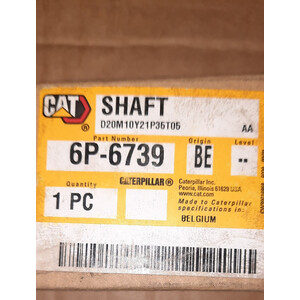 CAT SHAFT
® D20M10Y21P36T05 AA
Part Number Origin Level
6P-6739 BE --
Quantity CATERPILLAR® Caterpillar Inc.
Peoria, Illinois 61629 USA
www.cat.com
1 PC Made to Caterpillar
specifications in:
BELGIUM